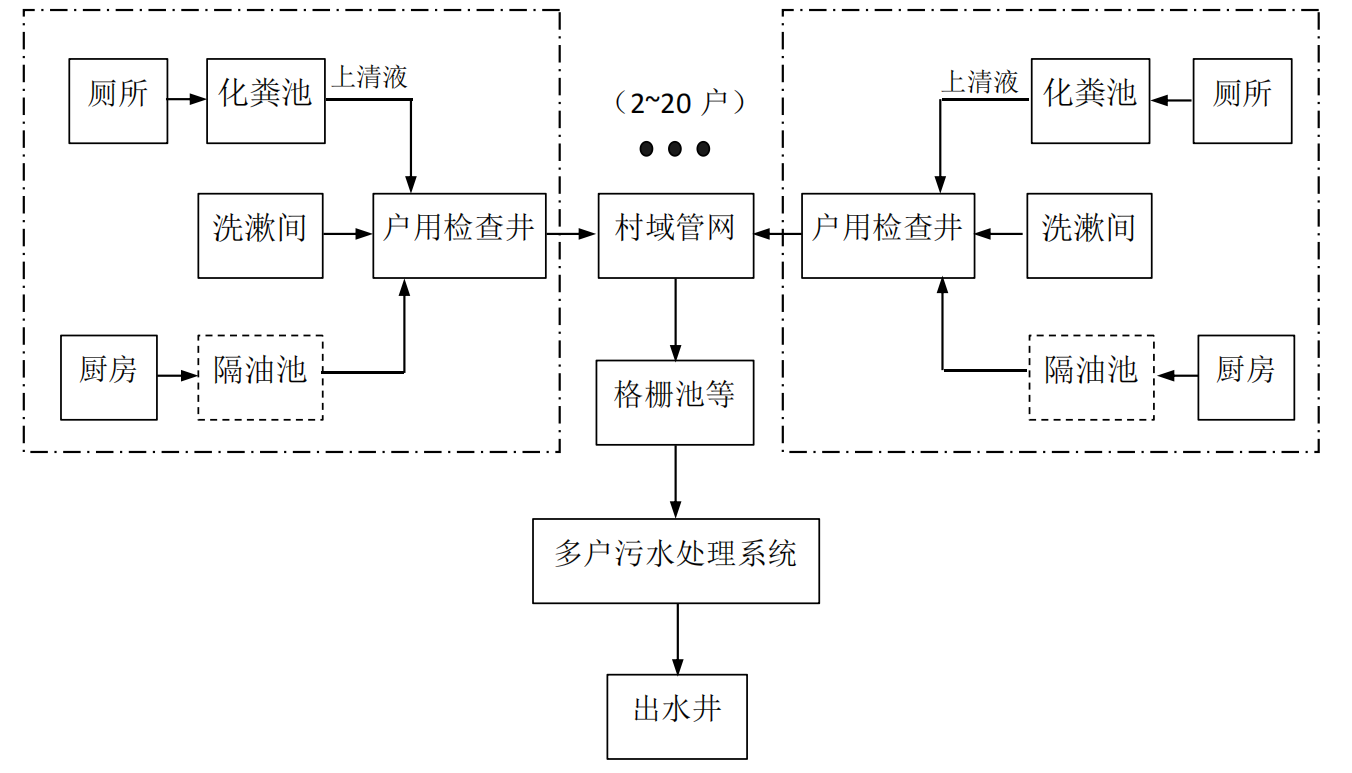 厕所
化粪池
上清液
（2~20 户）
上清液
化粪池
厕所
洗漱间
户用检查井
村域管网
户用检查井
洗漱间
厨房
隔油池
格栅池等
隔油池
厨房
多户污水处理系统
出水井